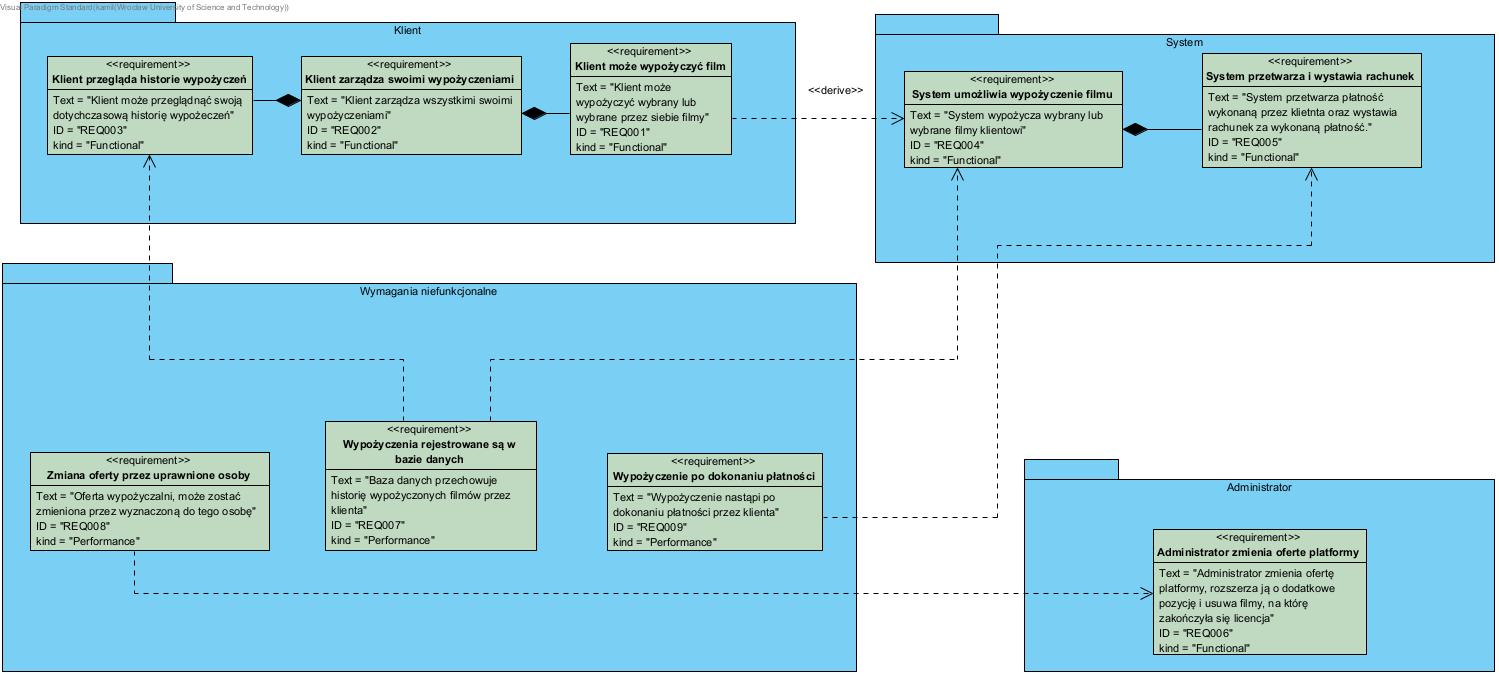 Visual Paradigm Standard(kamil(Wroclaw University of Science and Technology))
Klient
<<requirement>>
Klient przegląda historie wypożyczeń
Text = "Klient może przeglądnąć swoją
dotychczasową historię wypożeczeń"
ID = "REQ003"
kind = "Functional"
<<requirement>>
Klient zarządza swoimi wypożyczeniami
Text = "Klient zarządza wszystkimi swoimi
wypożyczeniami"
ID = "REQ002"
kind = "Functional"
<<requirement>>
Klient może wypożyczyć film
Text = "Klient może
wypożyczyć wybrany lub
wybrane przez siebie filmy"
ID = "REQ001"
kind = "Functional"
<<derive>>
System
<<requirement>>
System umożliwia wypożyczenie filmu
Text = "System wypożycza wybrany lub
wybrane filmy klientowi"
ID = "REQ004"
kind = "Functional"
<<requirement>>
System przetwarza i wystawia rachunek
Text = "System przetwarza płatność
wykonaną przez klietnta oraz wystawia
rachunek za wykonaną płatność."
ID = "REQ005"
kind = "Functional"
Wymagania niefunkcjonalne
<<requirement>>
Zmiana oferty przez uprawnione osoby
Text = "Oferta wypożyczalni, może zostać
zmieniona przez wyznaczoną do tego osobę"
ID = "REQ008"
kind = "Performance"
<<requirement>>
Wypożyczenia rejestrowane są w
bazie danych
Text = "Baza danych przechowuje
historię wypożyczonych filmów przez
klienta"
ID = "REQ007"
kind = "Performance"
<<requirement>>
Wypożyczenie po dokonaniu płatności
Text = "Wypożyczenie nastąpi po
dokonaniu płatności przez klienta"
ID = "REQ009"
kind = "Performance"
Administrator
<<requirement>>
Administrator zmienia oferte platformy
Text = "Administrator zmienia ofertę
platformy, rozszerza ją o dodatkowe
pozycję i usuwa filmy, na którę
zakończyła się licencja"
ID = "REQ006"
kind = "Functional"